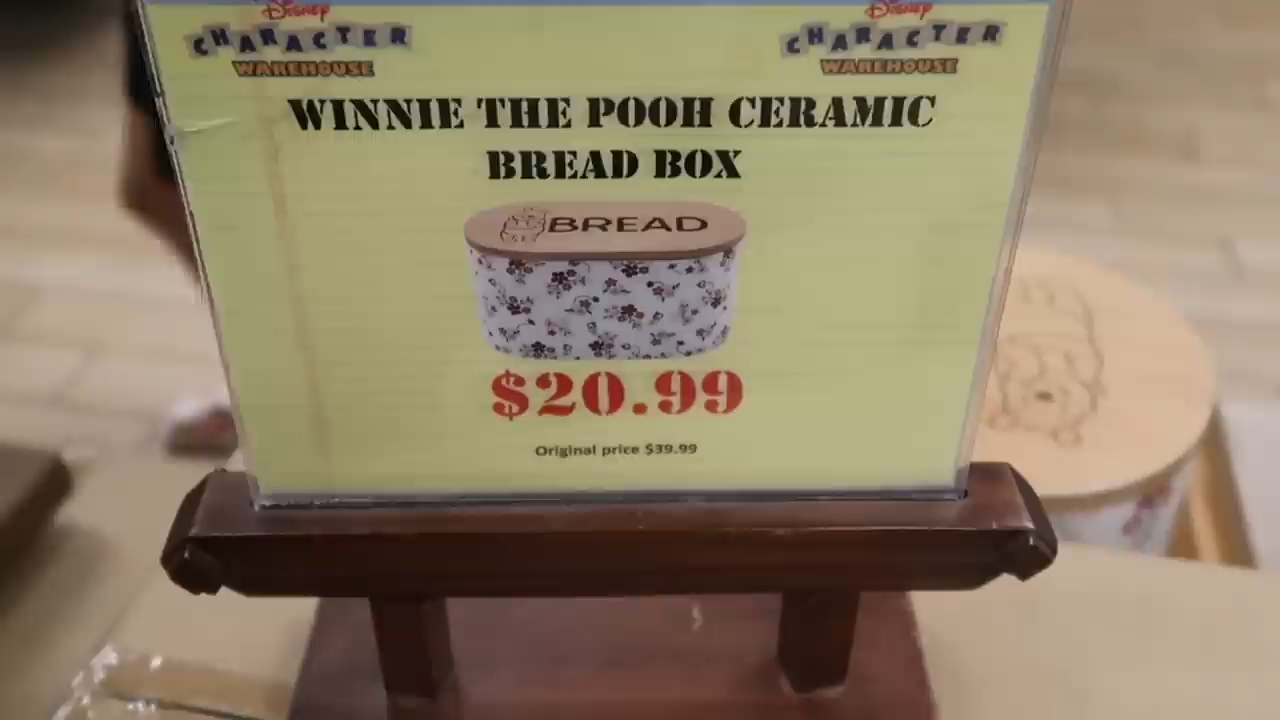 Disney
CHARACTER
WAREHOUSE
Disney
CHARACTER
WAREHOUSE
WINNIE THE POOH CERAMIC
BREAD BOX
BREAD
$20.99
Original price $39.99